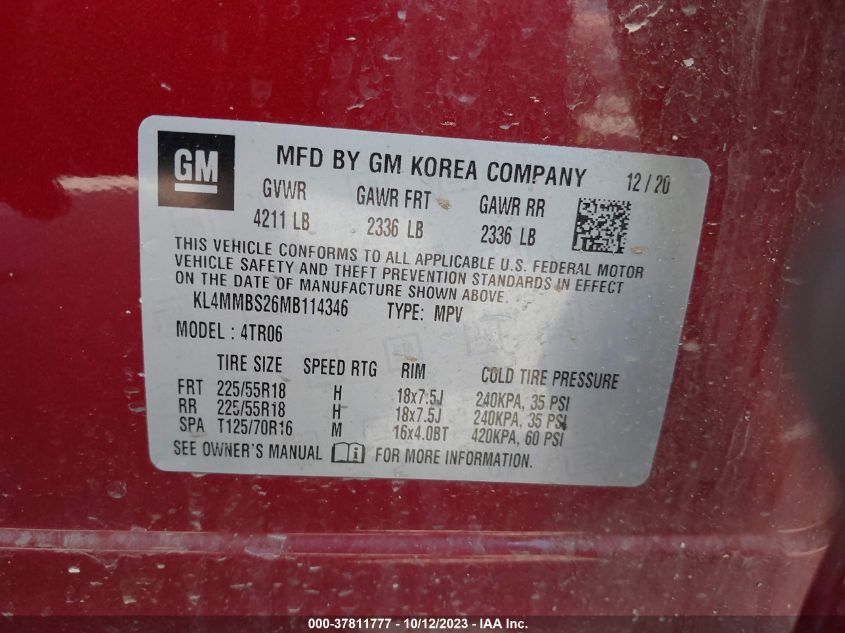 GM
MFD BY GM KOREA COMPANY 12/20
GVWR GAWR FRT GAWR RR
4211 LB 2336 LB 2336 LB
THIS VEHICLE CONFORMS TO ALL APPLICABLE U.S. FEDERAL MOTOR
VEHICLE SAFETY AND THEFT PREVENTION STANDARDS IN EFFECT
ON THE DATE OF MANUFACTURE SHOWN ABOVE.
KL4MMBS26MB114346 TYPE: MPV
MODEL : 4TR06
TIRE SIZE SPEED RTG RIM COLD TIRE PRESSURE
FRT 225/55R18 H 18x7.5J 240KPA, 35 PSI
RR 225/55R18 H 18x7.5J 240KPA, 35 PSI
SPA T125/70R16 M 16x4.0BT 420KPA, 60 PSI
SEE OWNER'S MANUAL i FOR MORE INFORMATION.
000-37811777 - 10/12/2023 - IAA Inc.